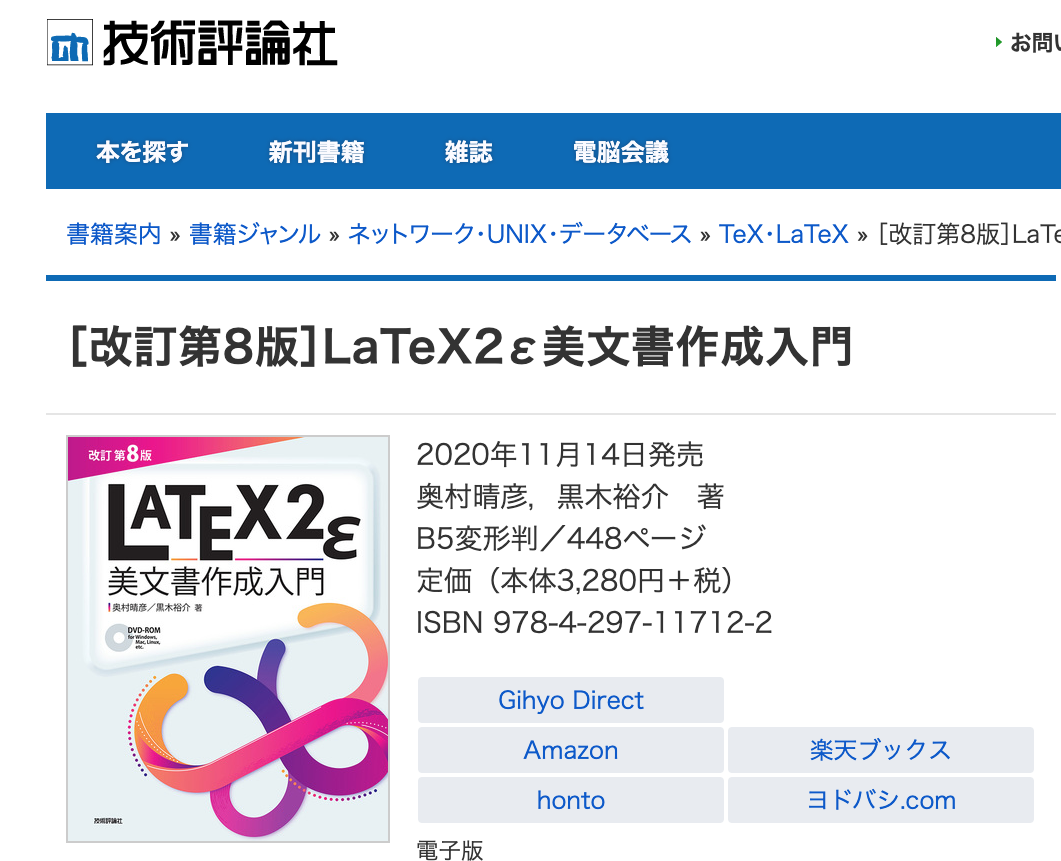 技術評論社
お問い
本を探す 新刊書籍 雑誌 電脳会議
書籍案内 » 書籍ジャンル » ネットワーク・UNIX・データベース » TeX・LaTeX » [改訂第8版]LaTe
[改訂第8版]LaTeX2ε美文書作成入門
改訂第8版
LATEX2ε
美文書作成入門
奥村晴彦／黒木裕介 著
DVD-ROM
for Windows,
Mac, Linux,
etc.
技術評論社
2020年11月14日発売
奥村晴彦，黒木裕介　著
B5変形判／448ページ
定価（本体3,280円＋税）
ISBN 978-4-297-11712-2
Gihyo Direct
Amazon 楽天ブックス
honto ヨドバシ.com
電子版